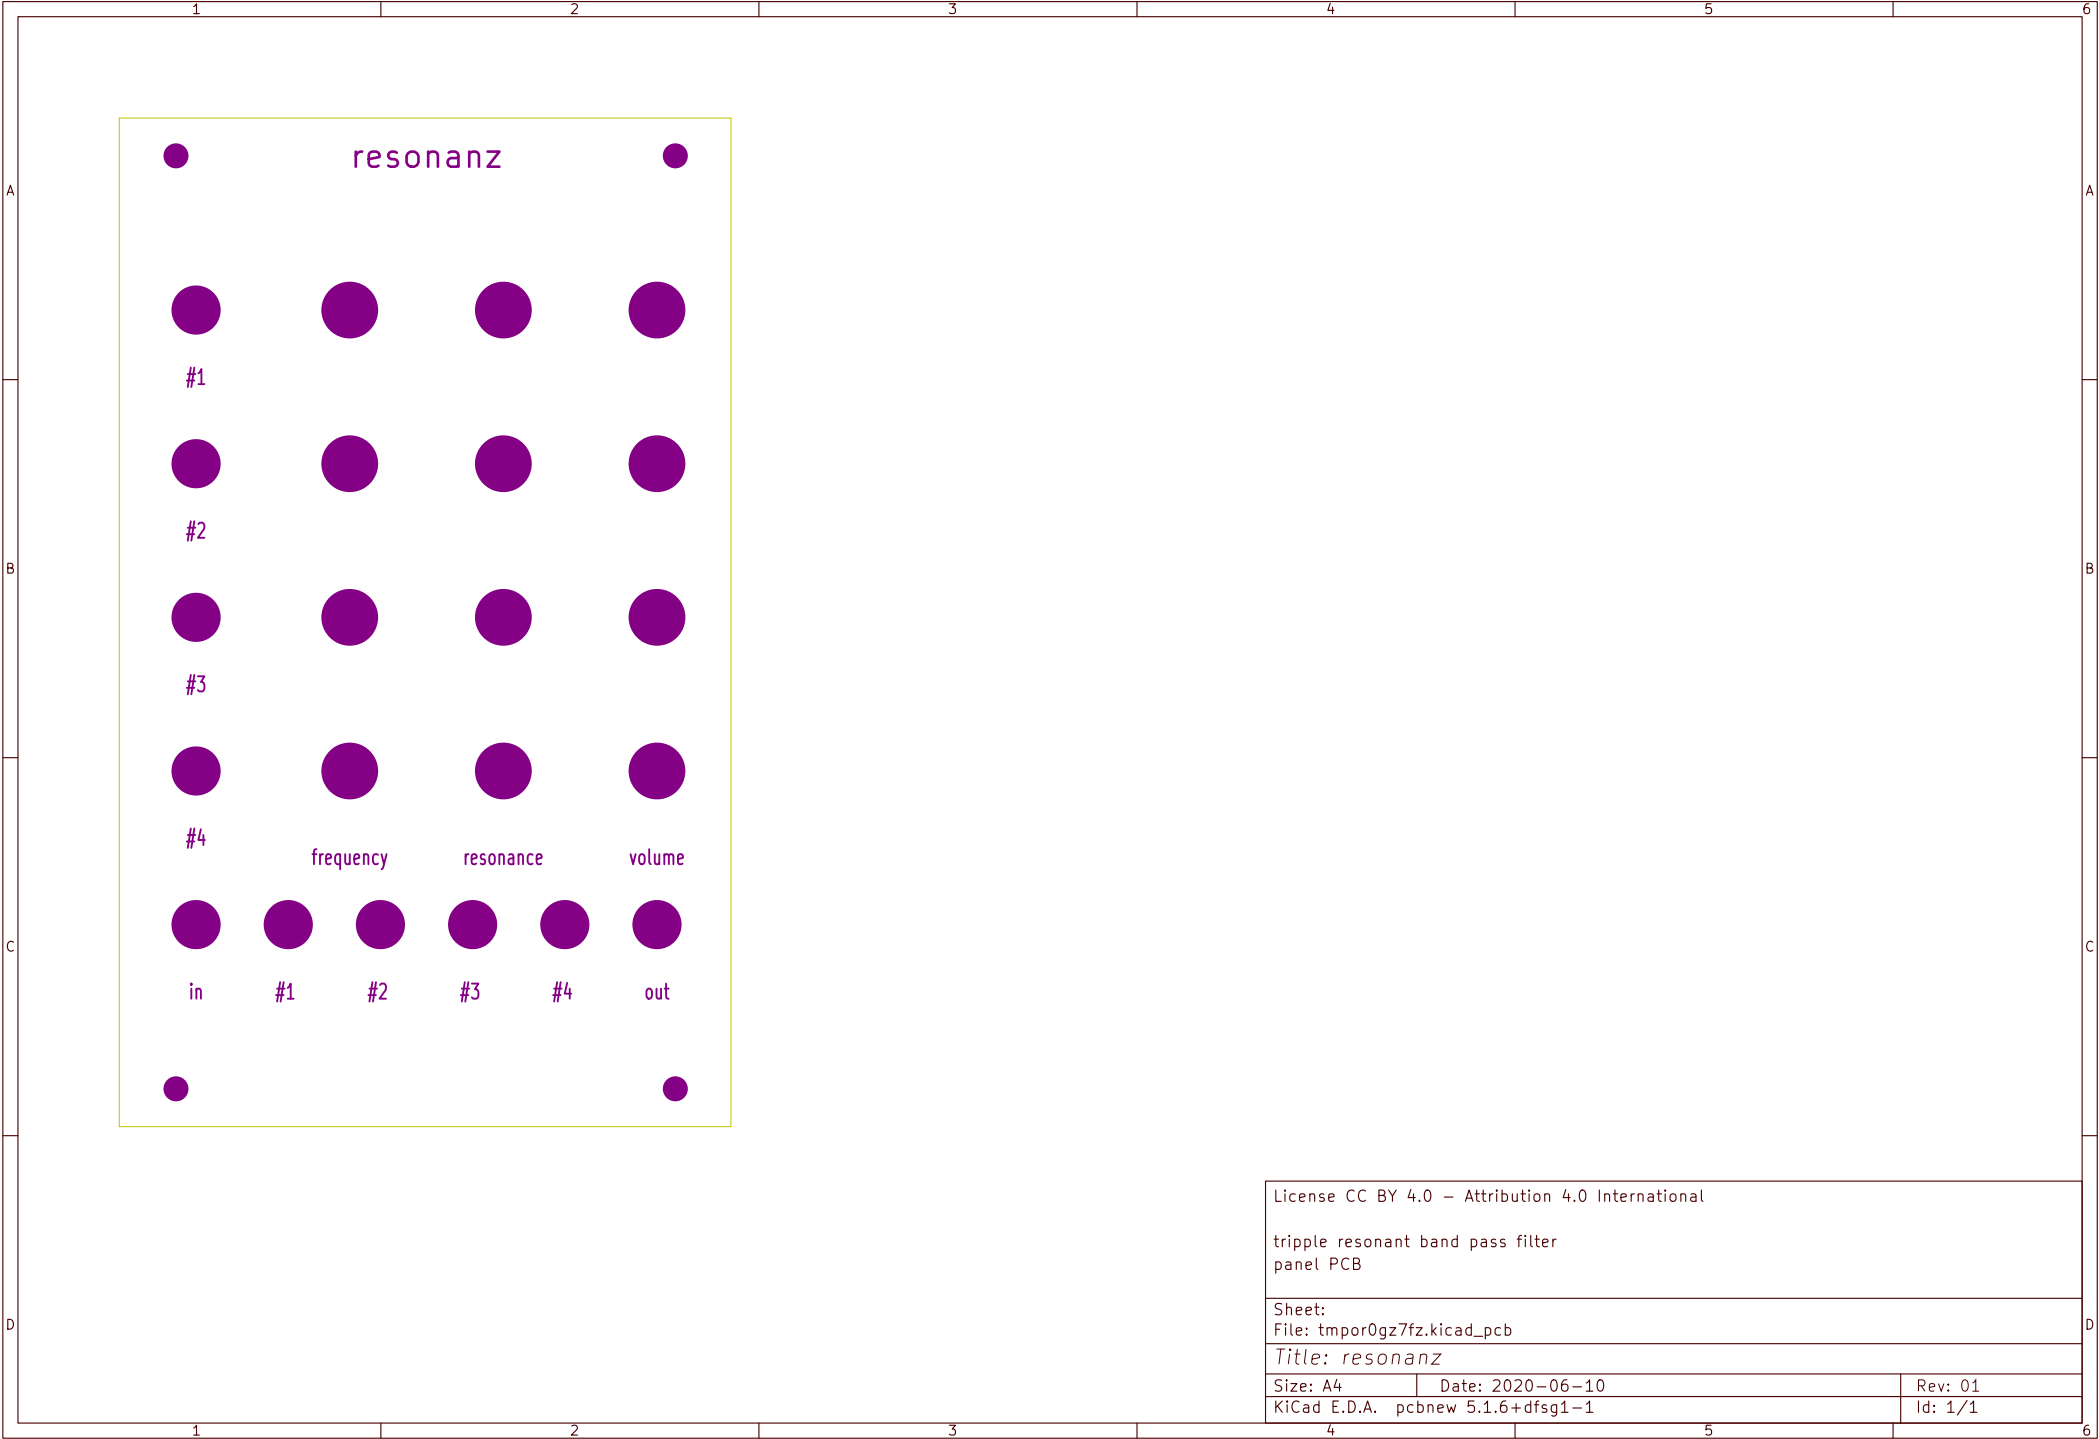 1 2 3 4 5 6
A A
resonanz
#1
#2
B B
#3
#4
frequency resonance volume
C C
in #1 #2 #3 #4 out
License CC BY 4.0 - Attribution 4.0 International
tripple resonant band pass filter
panel PCB
Sheet:
D D
File: tmpor0gz7fz.kicad_pcb
Title: resonanz
Size: A4 Date: 2020-06-10 Rev: 01
KiCad E.D.A. pcbnew 5.1.6+dfsg1-1 Id: 1/1
1 2 3 4 5 6